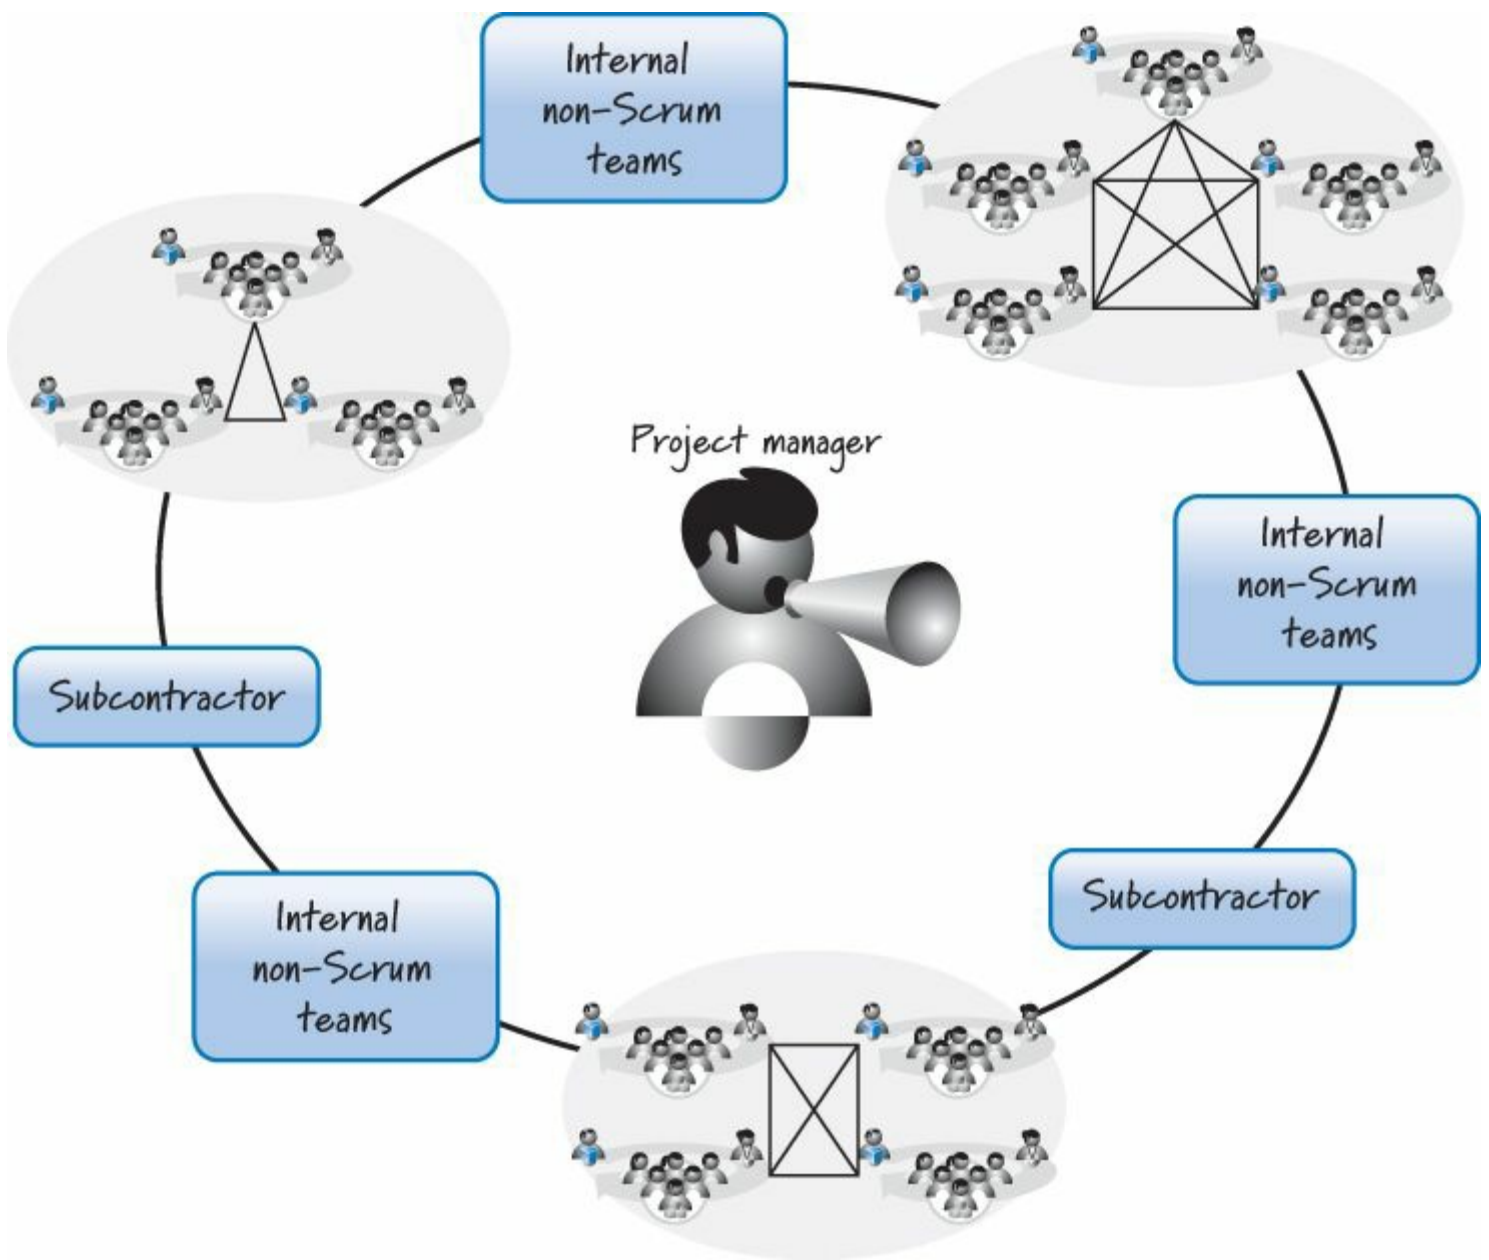 Internal
non-Scrum
teams
Project manager
Internal
non-Scrum
teams
Subcontractor
Subcontractor
Internal
non-Scrum
teams